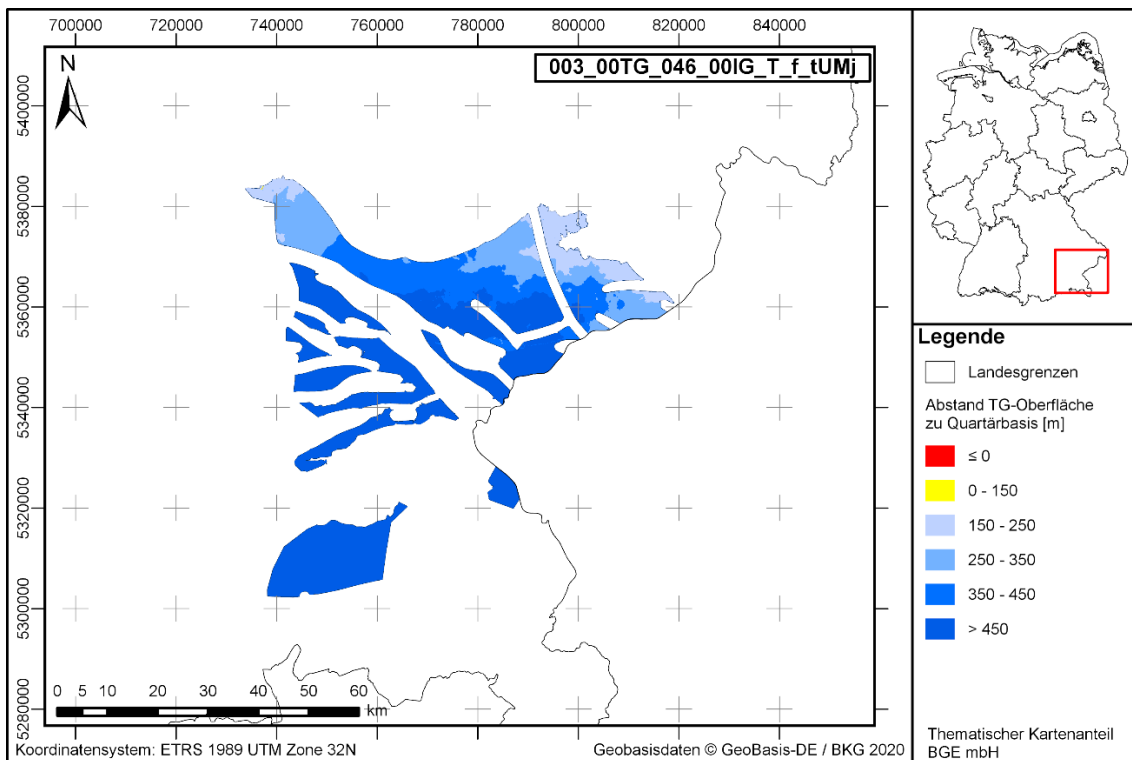 700000 720000 740000 760000 780000 800000 820000 840000
003_00TG_046_00IG_T_f_tUMj
N
5400000
5380000
5360000
5340000
5320000
5300000
5280000
0 5 10 20 30 40 50 60
km
Koordinatensystem: ETRS 1989 UTM Zone 32N
Geobasisdaten © GeoBasis-DE / BKG 2020
Legende
Landesgrenzen
Abstand TG-Oberfläche
zu Quartärbasis [m]
≤ 0
0 - 150
150 - 250
250 - 350
350 - 450
> 450
Thematischer Kartenanteil
BGE mbH